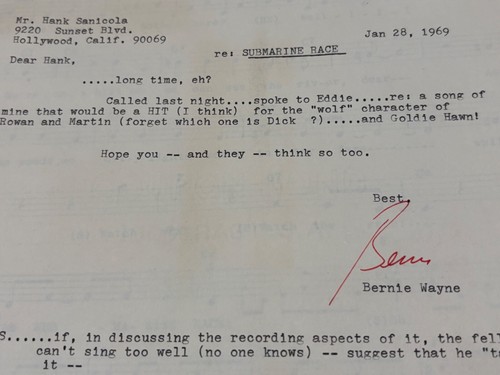 Mr. Hank Sanicola
9220 Sunset Blvd.
Hollywood, Calif. 90069
Jan 28, 1969
re: SUBMARINE RACE
Dear Hank,
.....long time, eh?
Called last night....spoke to Eddie.....re: a song of
mine that would be a HIT (I think) for the "wolf" character of
Rowan and Martin (forget which one is Dick ?).....and Goldie Hawn!
Hope you -- and they -- think so too.
Best,
Bern
Bernie Wayne
S......if, in discussing the recording aspects of it, the
can't sing too well (no one knows) -- suggest that he
it --